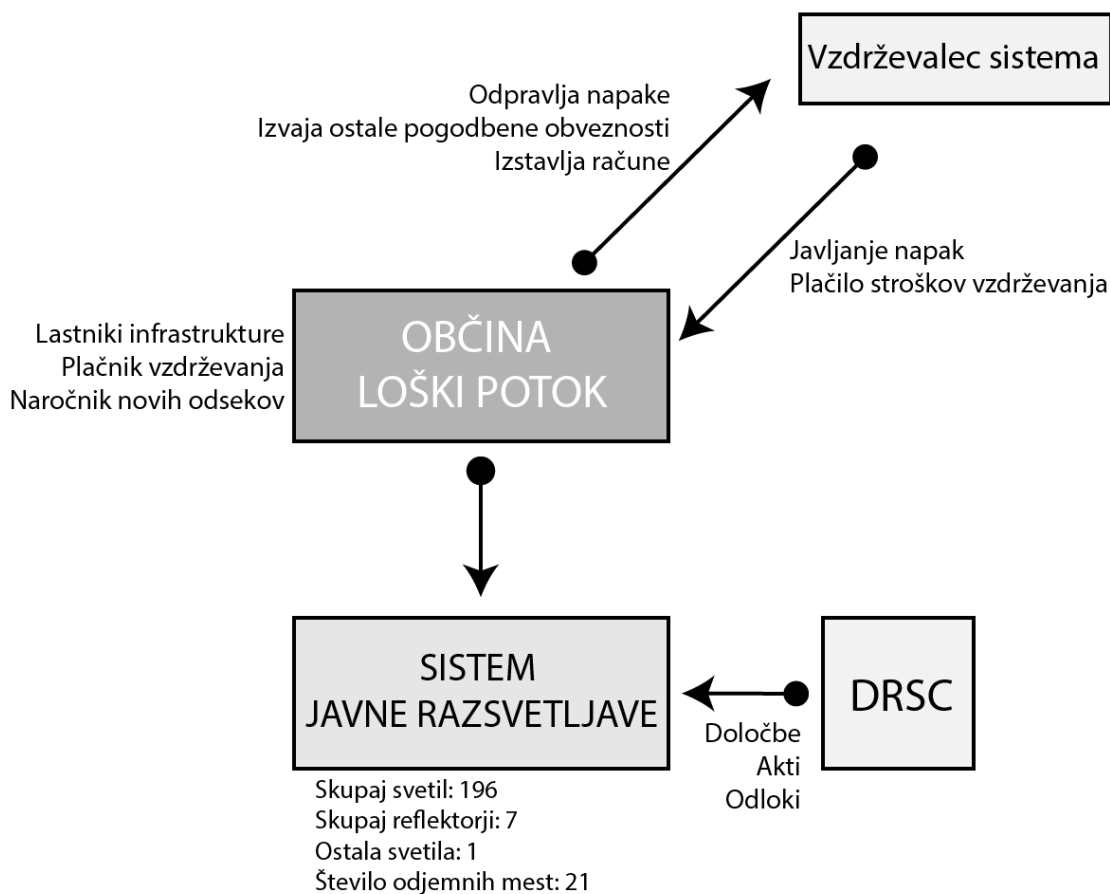 Vzdrževalec sistema
Odpravlja napake
Izvaja ostale pogodbene obveznosti
Izstavlja račune
Javljanje napak
Plačilo stroškov vzdrževanja
Lastniki infrastrukture
Plačnik vzdrževanja
Naročnik novih odsekov
OBČINA
LOŠKI POTOK
SISTEM
JAVNE RAZSVETLJAVE
DRSC
Določbe
Akti
Odloki
Skupaj svetil: 196
Skupaj reflektorji: 7
Ostala svetila: 1
Število odjemnih mest: 21